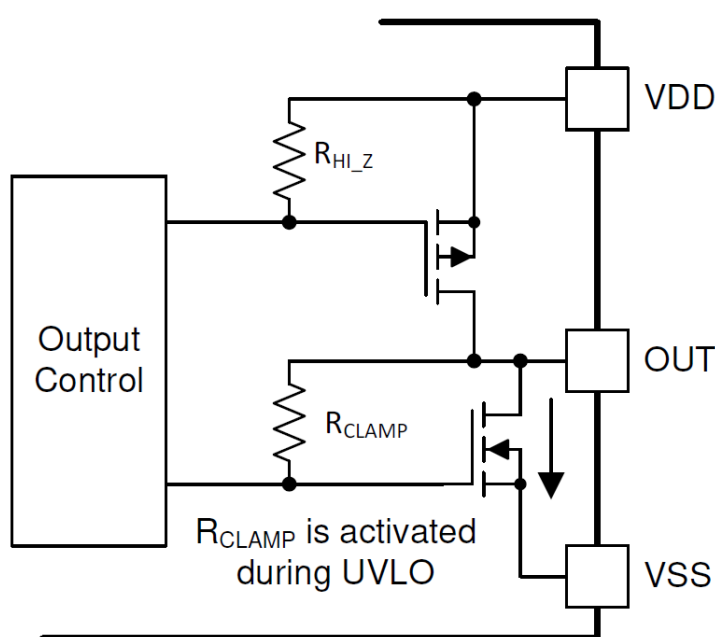 VDD
RHI_Z
Output
Control
OUT
RCLAMP
RCLAMP is activated
during UVLO
VSS